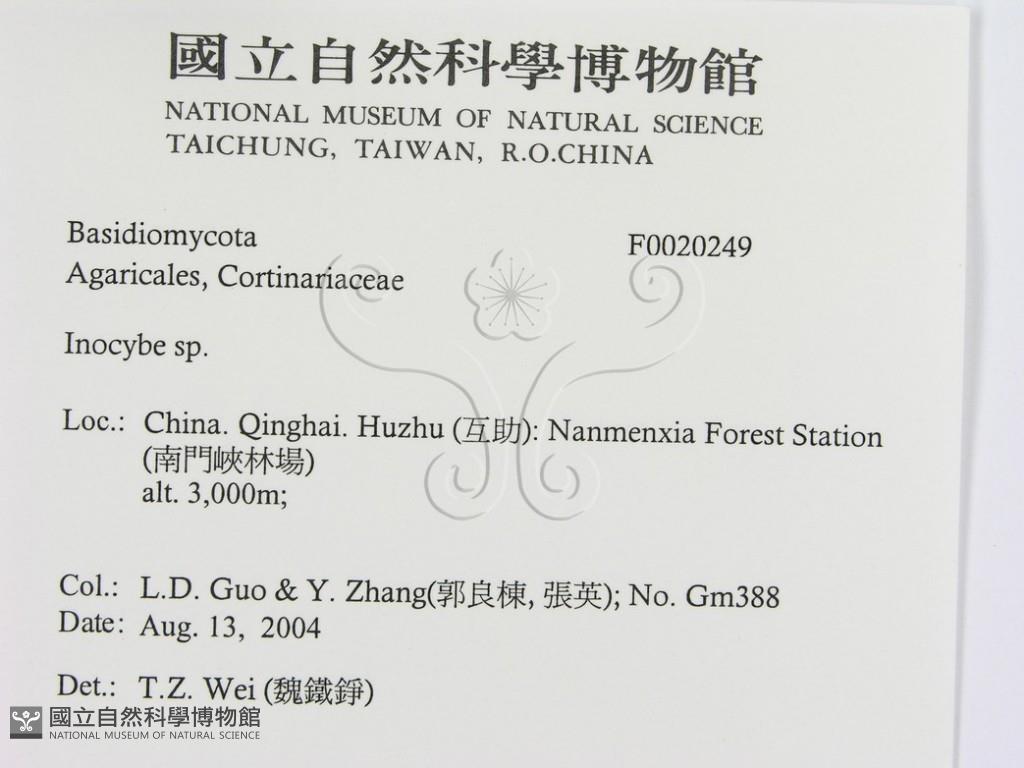 國立自然科學博物館
NATIONAL MUSEUM OF NATURAL SCIENCE
TAICHUNG, TAIWAN, R.O.CHINA
Basidiomycota F0020249
Agaricales, Cortinariaceae
Inocybe sp.
Loc.: China. Qinghai. Huzhu (互助): Nanmenxia Forest Station
(南門峽林場)
alt. 3,000m;
Col.: L.D. Guo & Y. Zhang(郭良棟, 張英); No. Gm388
Date: Aug. 13, 2004
Det.: T.Z. Wei (魏鐵錚)
國立自然科學博物館
NATIONAL MUSEUM OF NATURAL SCIENCE